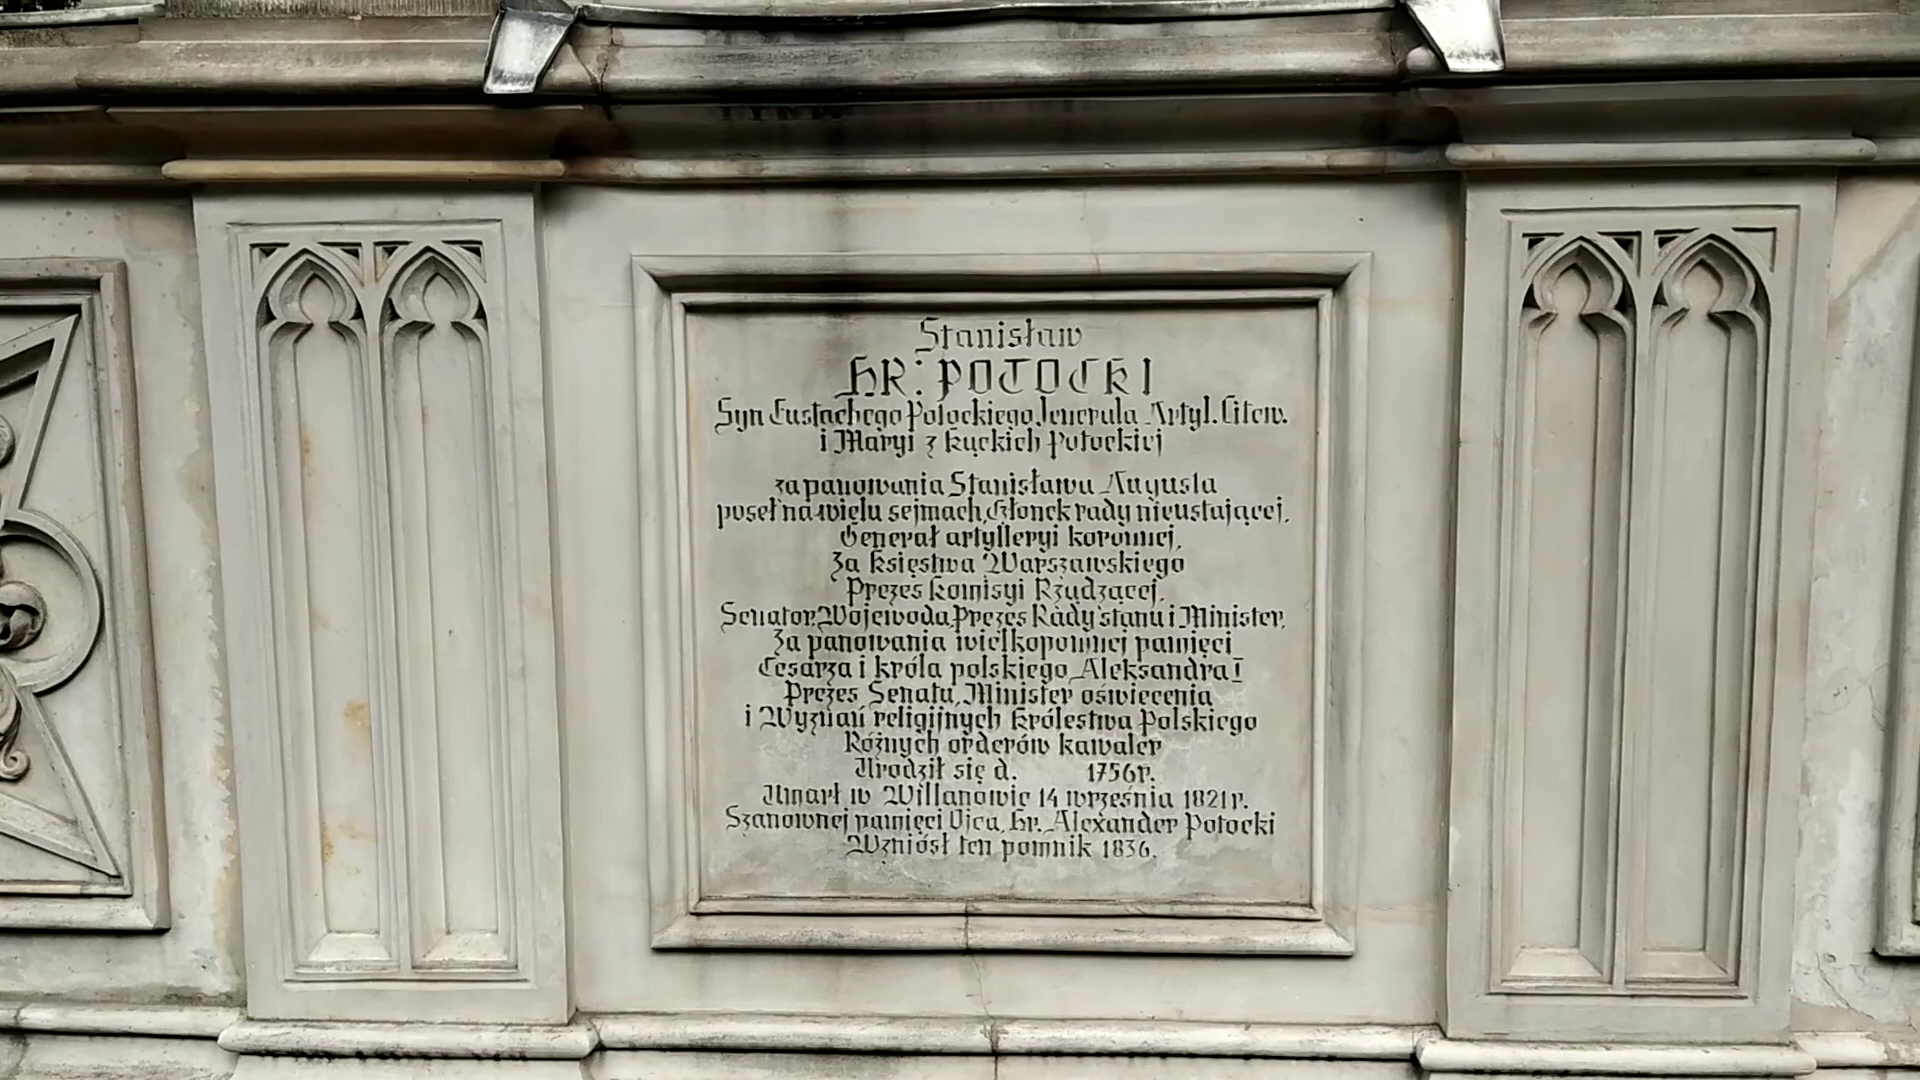 Stanisław
HR: POTOCKI
Syn Eustachego Potockiego, Jenerala Artyl. Litew.
i Maryi z Kąckich Potockiej
za panowania Stanisława Augusta
poseł na wielu sejmach, Członek rady nieustającej,
Generał artylleryi koronnej,
Za Księstwa Warszawskiego
Prezes Komisyi Rządzącej,
Senator, Wojewoda, Prezes Rady stanu i Minister,
Za panowania wielkopomnej pamięci
Cesarza i króla polskiego Aleksandra I
Prezes Senatu, Minister oświecenia
i Wyznań religijnych Królestwa Polskiego
Różnych orderów kawaler
Urodził się d. 1756r.
Umarł w Willanowie 14 września 1821r.
Szanownej pamięci Ojca, hr. Alexander Potocki
Wzniósł ten pomnik 1836.